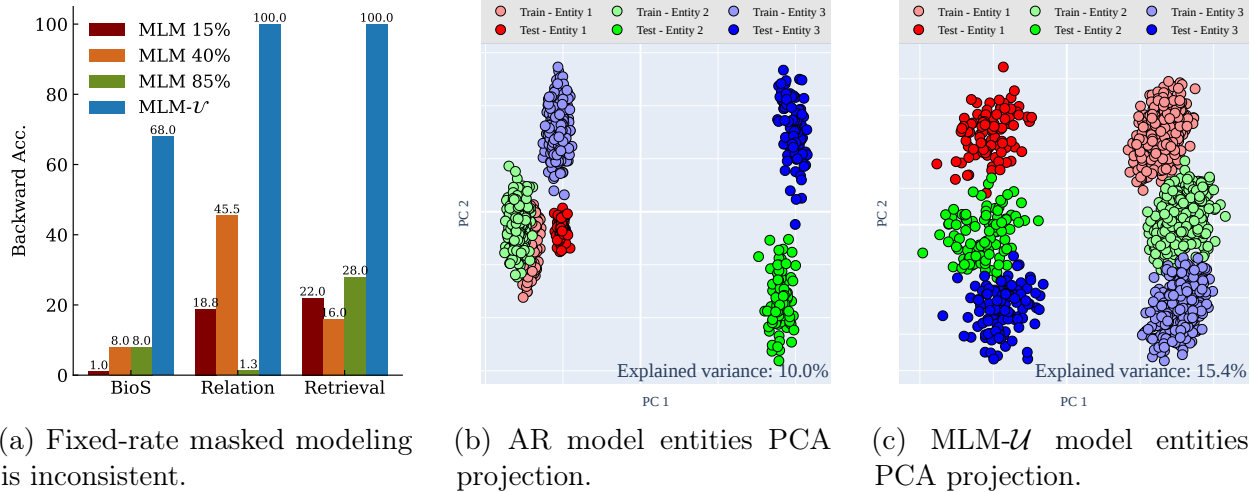 100
80
60
40
20
0
Backward Acc.
MLM 15%
MLM 40%
MLM 85%
MLM-𝒰
1.0
8.0
8.0
68.0
18.8
45.5
1.3
100.0
22.0
16.0
28.0
100.0
BioS
Relation
Retrieval
(a) Fixed-rate masked modeling
is inconsistent.
Train - Entity 1
Train - Entity 2
Train - Entity 3
Test - Entity 1
Test - Entity 2
Test - Entity 3
PC 2
Explained variance: 10.0%
PC 1
(b) AR model entities PCA
projection.
Train - Entity 1
Train - Entity 2
Train - Entity 3
Test - Entity 1
Test - Entity 2
Test - Entity 3
PC 2
Explained variance: 15.4%
PC 1
(c) MLM-𝒰 model entities
PCA projection.